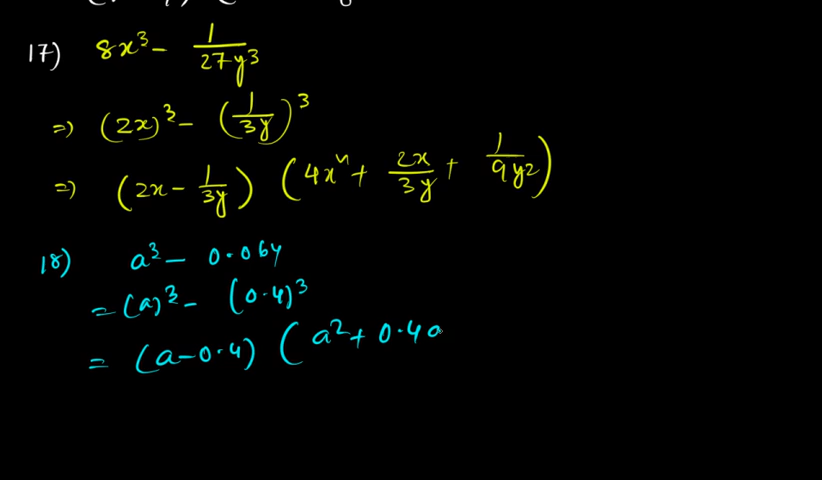 17) 8x³ - 1/27y³
=> (2x)³ - (1/3y)³
=> (2x - 1/3y) (4x² + 2x/3y + 1/9y2)
18) a³ - 0.064
= (a)³ - (0.4)³
= (a-0.4) (a² + 0.4a